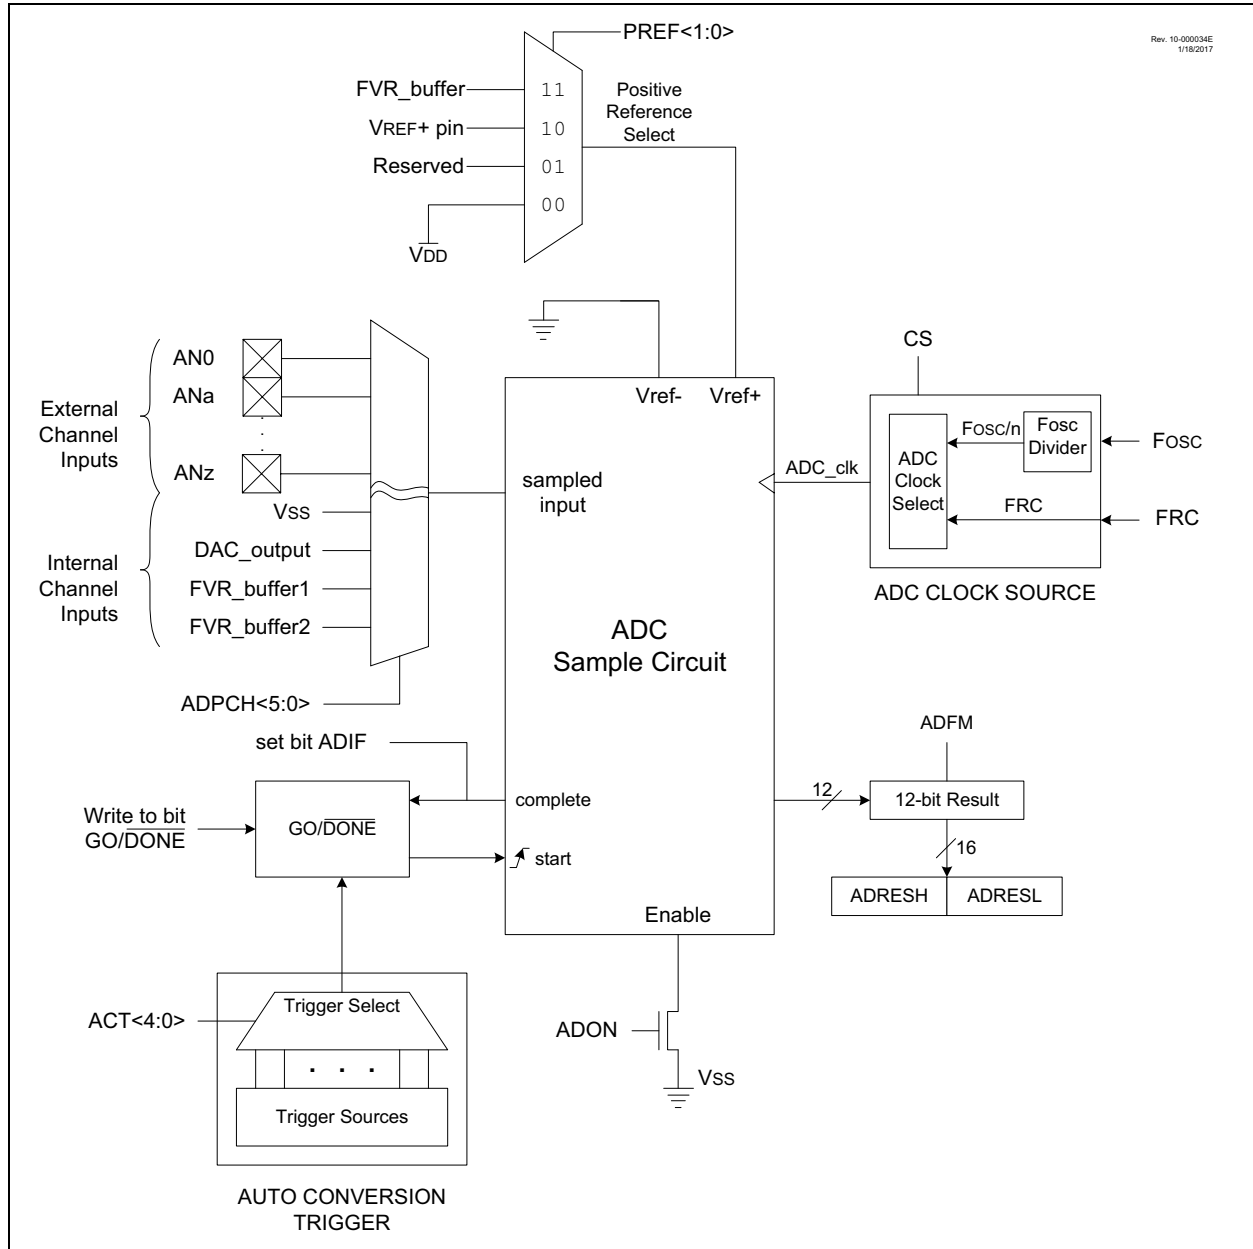 PREF<1:0>
Rev. 10-000034E
1/18/2017
FVR_buffer
11
Positive
Reference
Select
VREF+ pin
10
Reserved
01
00
VDD
CS
AN0
ANa
External
Channel
Inputs
ANz
Vref-
Vref+
Fosc/n
Fosc
Divider
FOSC
ADC
Clock
Select
ADC_clk
FRC
FRC
ADC CLOCK SOURCE
sampled
input
VSS
DAC_output
Internal
Channel
Inputs
FVR_buffer1
FVR_buffer2
ADC
Sample Circuit
ADPCH<5:0>
set bit ADIF
ADFM
Write to bit
GO/DONE
GO/DONE
complete
start
12
12-bit Result
16
ADRESH
ADRESL
Enable
ACT<4:0>
Trigger Select
. . .
Trigger Sources
ADON
VSS
AUTO CONVERSION
TRIGGER